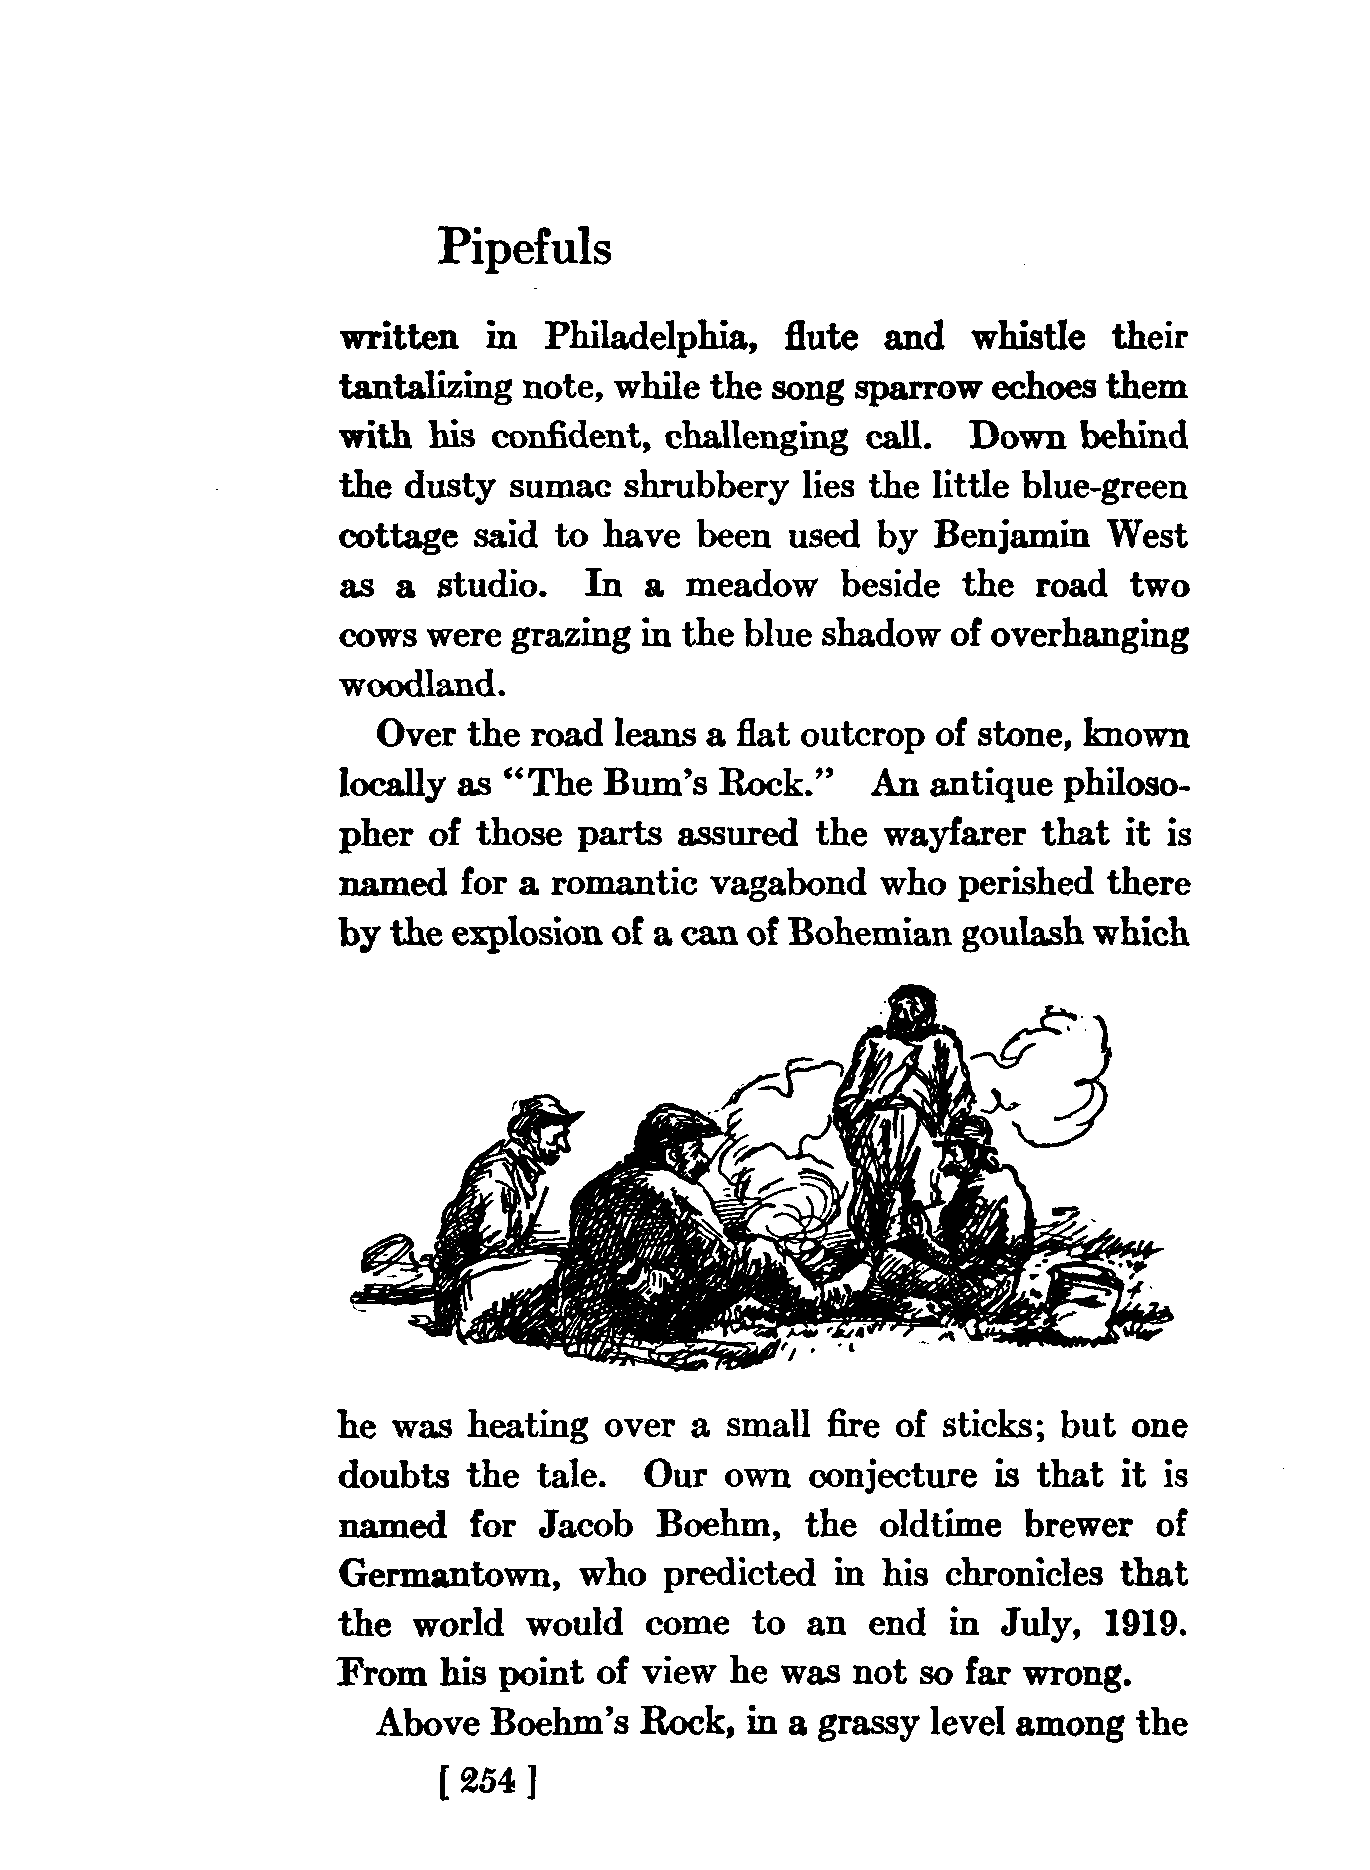 Pipefuls
written in Philadelphia, flute and whistle their
tantalizing note, while the song sparrow echoes them
with his confident, challenging call. Down behind
the dusty sumac shrubbery lies the little blue-green
cottage said to have been used by Benjamin West
as a studio. In a meadow beside the road two
cows were grazing in the blue shadow of overhanging
woodland.
Over the road leans a flat outcrop of stone, known
locally as “The Bum’s Rock.” An antique philoso-
pher of those parts assured the wayfarer that it is
named for a romantic vagabond who perished there
by the explosion of a can of Bohemian goulash which
he was heating over a small fire of sticks; but one
doubts the tale. Our own conjecture is that it is
named for Jacob Boehm, the oldtime brewer of
Germantown, who predicted in his chronicles that
the world would come to an end in July, 1919.
From his point of view he was not so far wrong.
Above Boehm’s Rock, in a grassy level among the
[ 254 ]